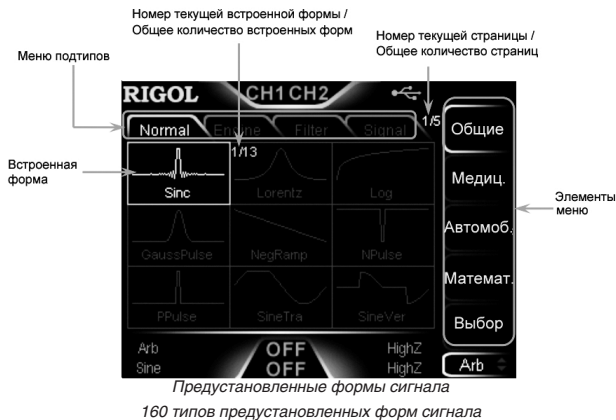 Номер текущей встроенной формы /
Общее количество встроенных форм
Номер текущей страницы /
Общее количество страниц
Меню подтипов
RIGOL CH1 CH2
Normal Engine Filter Signal 1/5
Общие
1/13
Встроенная
форма
Sinc Lorentz Log
Медиц.
Элементы
меню
Автомоб.
GaussPulse NegRamp NPulse
Математ.
PPulse SineTra SineVer
Выбор
Arb OFF HighZ
Sine OFF HighZ
Arb
Предустановленные формы сигнала
160 типов предустановленных форм сигнала